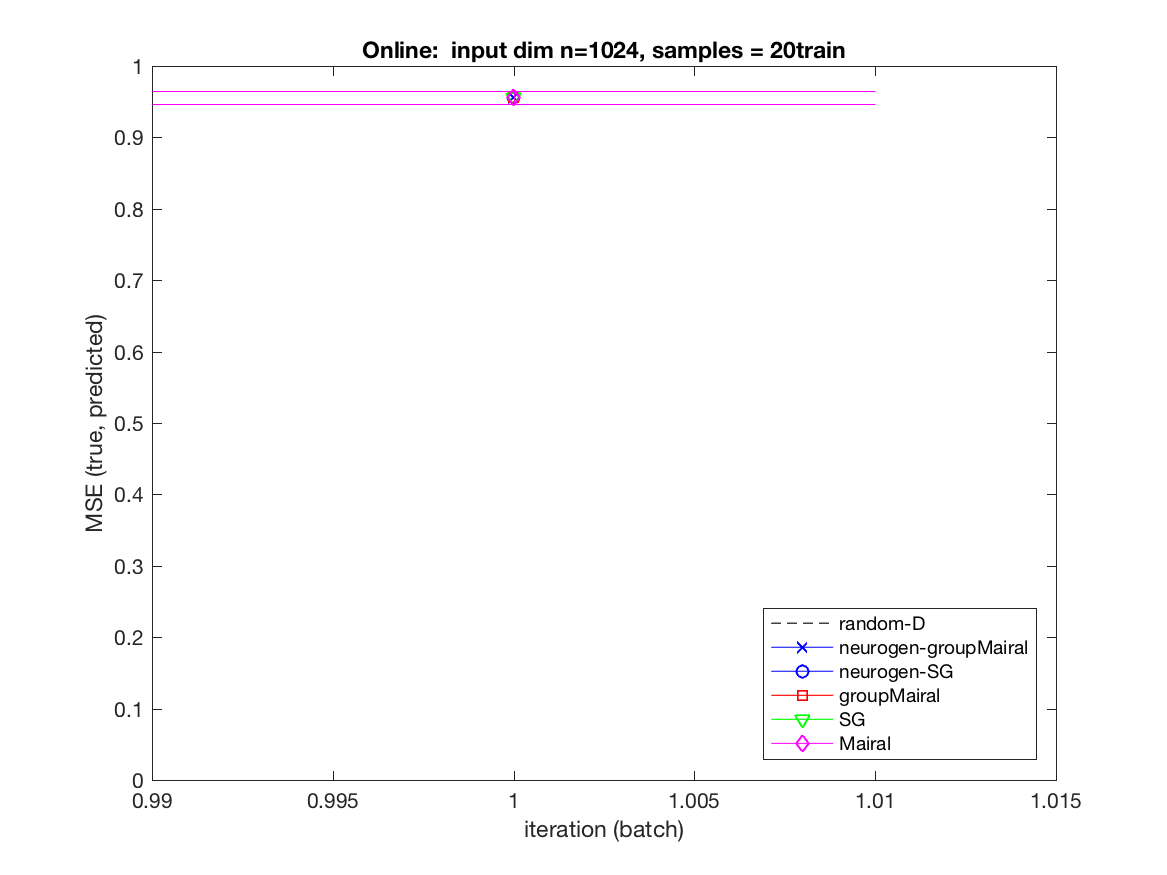 Online:  input dim n=1024, samples = 20train
1
0.9
0.8
0.7
0.6
0.5
0.4
0.3
0.2
0.1
0
MSE (true, predicted)
random-D
neurogen-groupMairal
neurogen-SG
groupMairal
SG
Mairal
0.99 0.995 1 1.005 1.01 1.015
iteration (batch)